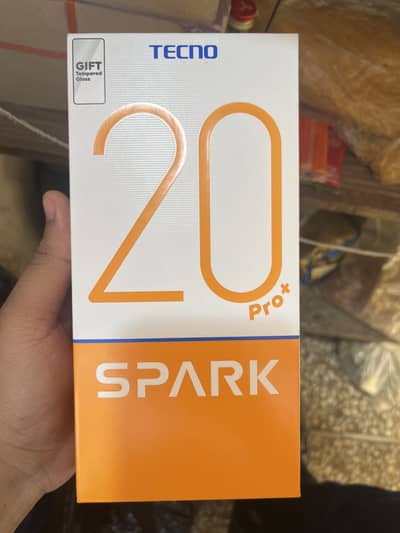 TECNO
GIFT
Tempered
Glass
20
Pro+
SPARK